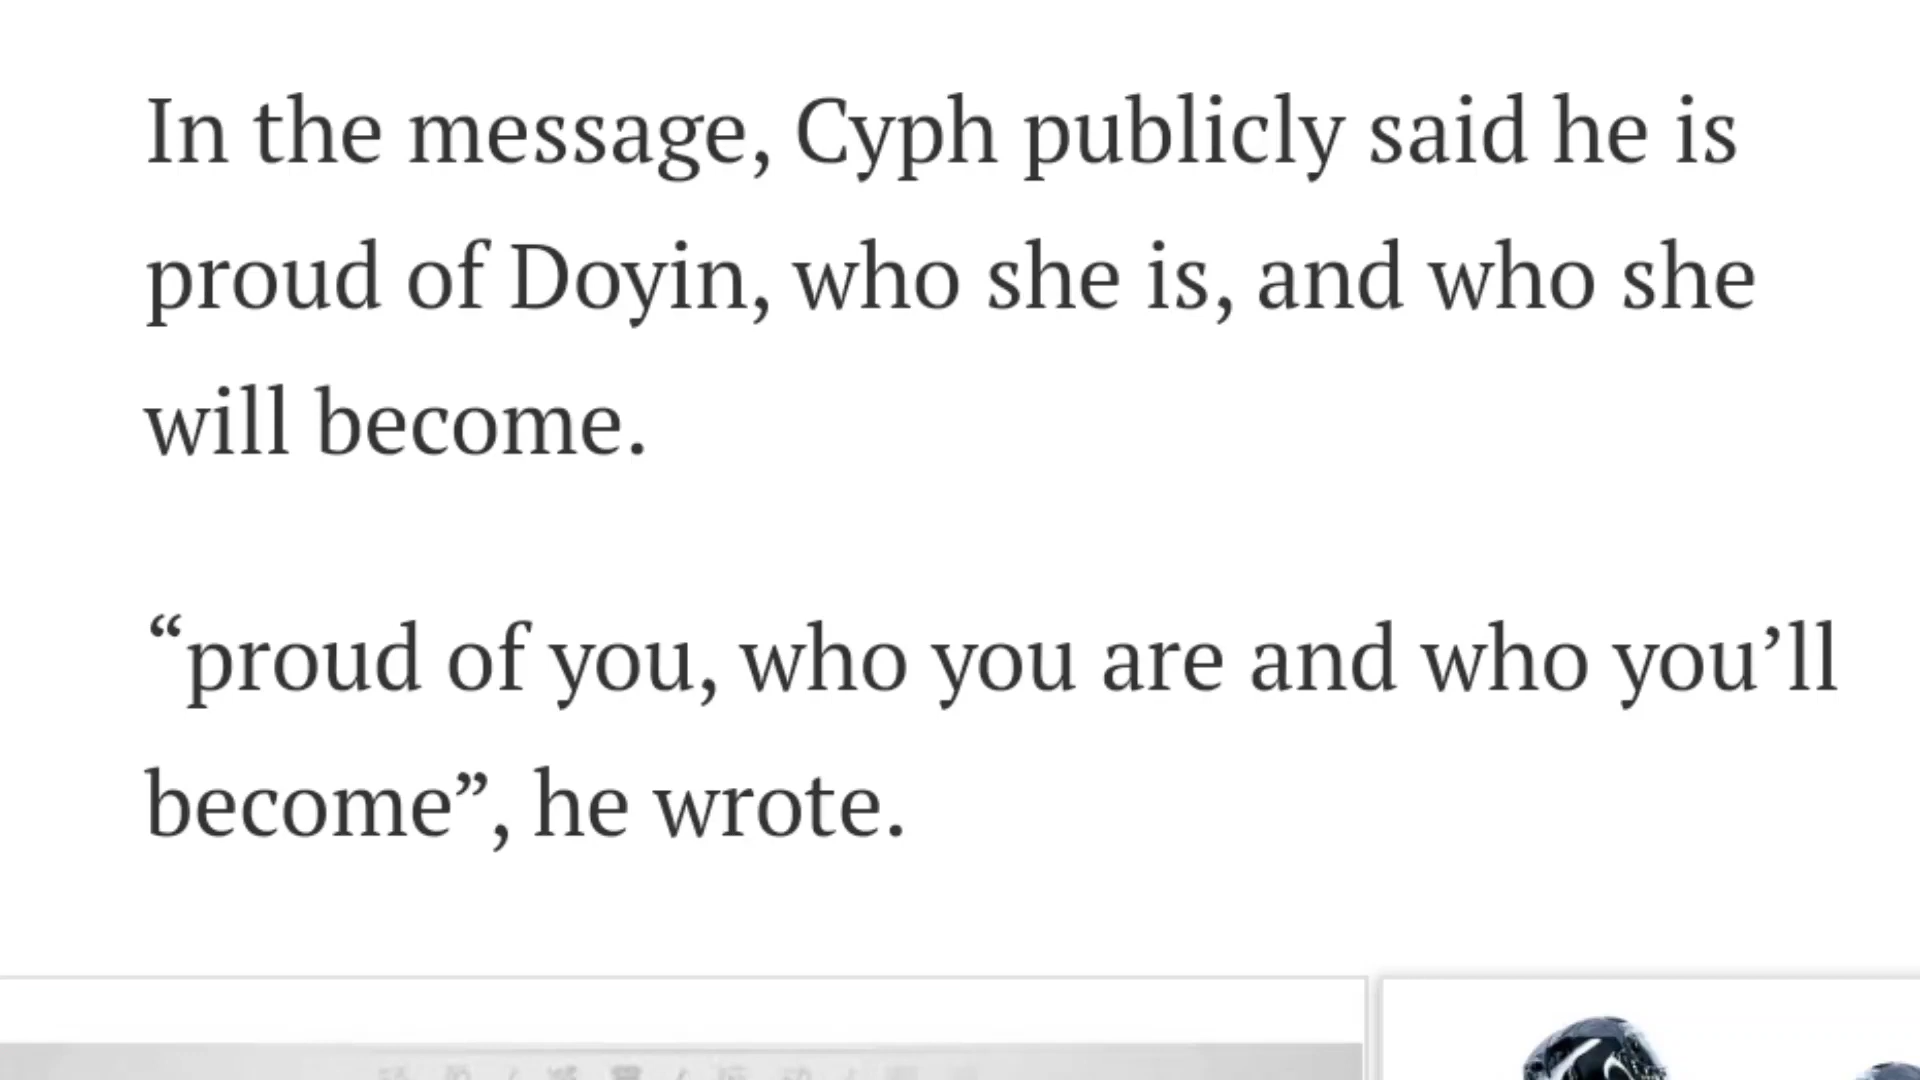 In the message, Cyph publicly said he is
proud of Doyin, who she is, and who she
will become.
“proud of you, who you are and who you’ll
become”, he wrote.